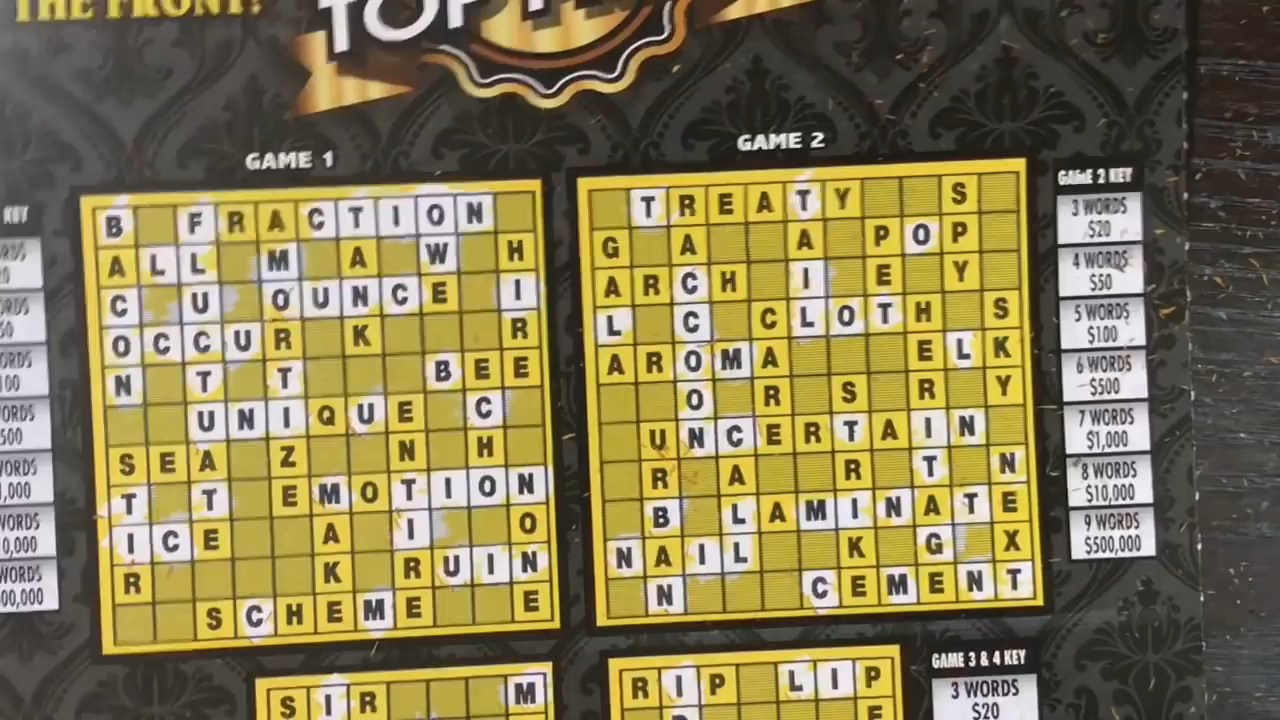 THE FRONT!
TOP
GAME 1
GAME 2
GAME 2 KEY
KEY
3 WORDS
$20
4 WORDS
$50
5 WORDS
$100
6 WORDS
$500
7 WORDS
$1,000
8 WORDS
$10,000
9 WORDS
$500,000
B FRACTION
ALL M A W H
C U OUNCE I
OCCUR K R
N T T BEE
UNIQUE C
SEA Z N H
T T EMOTION
ICE A I O
R K RUIN
SCHEME E
TREATY S
G A A POP
ARCH I E Y
L C CLOTH S
AROMA ELK
O R S R Y
UNCERTAIN
R A R T N
B LAMINATE
NAIL K G X
N CEMENT
SIR M
RIP LIP
GAME 3 & 4 KEY
3 WORDS
$20